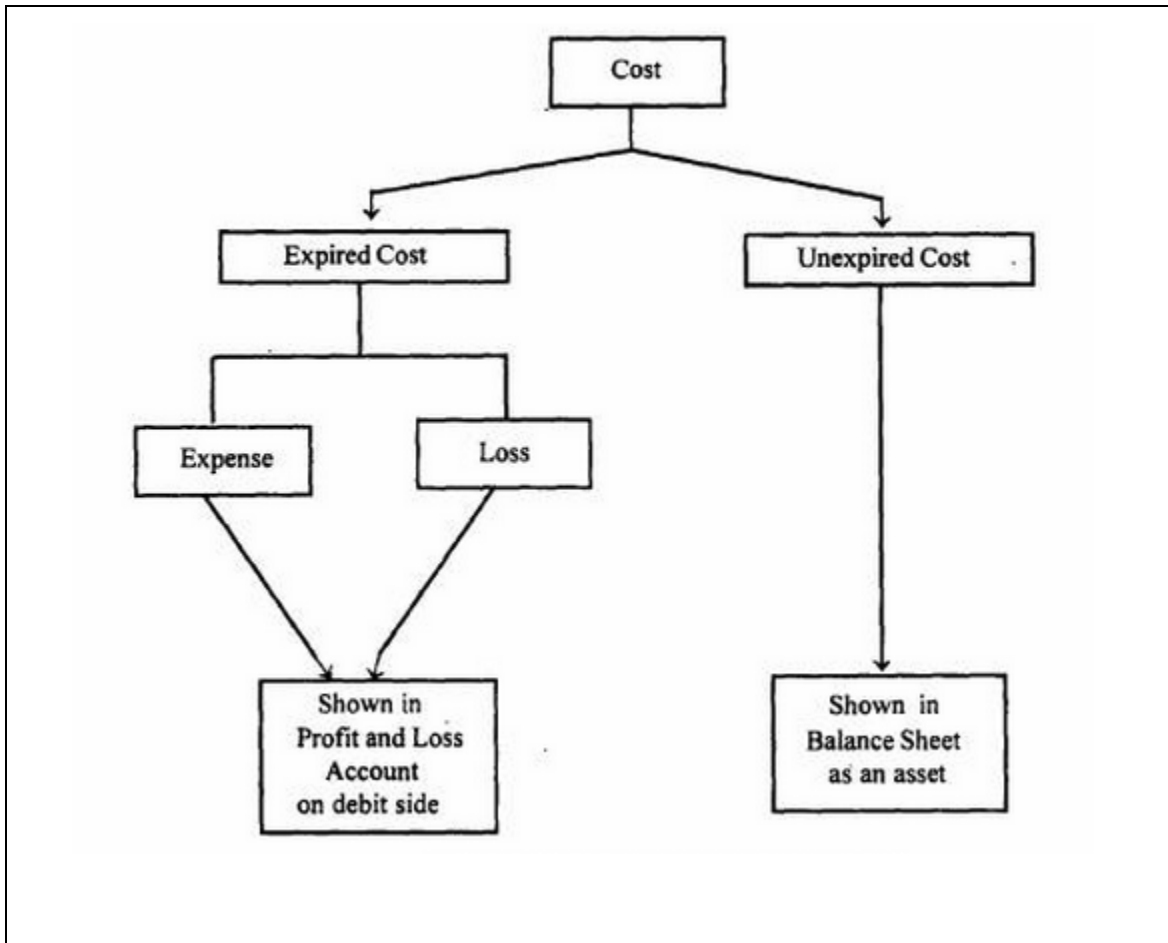 Cost
Expired Cost
Unexpired Cost
Expense
Loss
Shown in
Profit and Loss
Account
on debit side
Shown in
Balance Sheet
as an asset